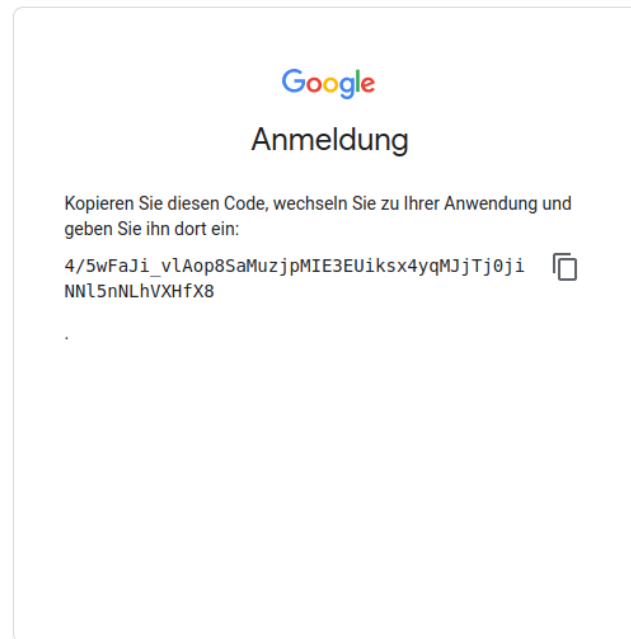 Google
Anmeldung
Kopieren Sie diesen Code, wechseln Sie zu Ihrer Anwendung und
geben Sie ihn dort ein:
4/5wFaJi_vlAop8SaMuzjpMIE3EUiksx4yqMJjTj0ji
NNl5nNLhVXHfX8
.